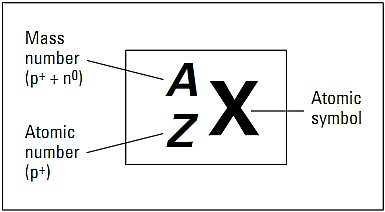 Mass
number
(p+ + n0)
Atomic
number
(p+)
A
Z
X
Atomic
symbol